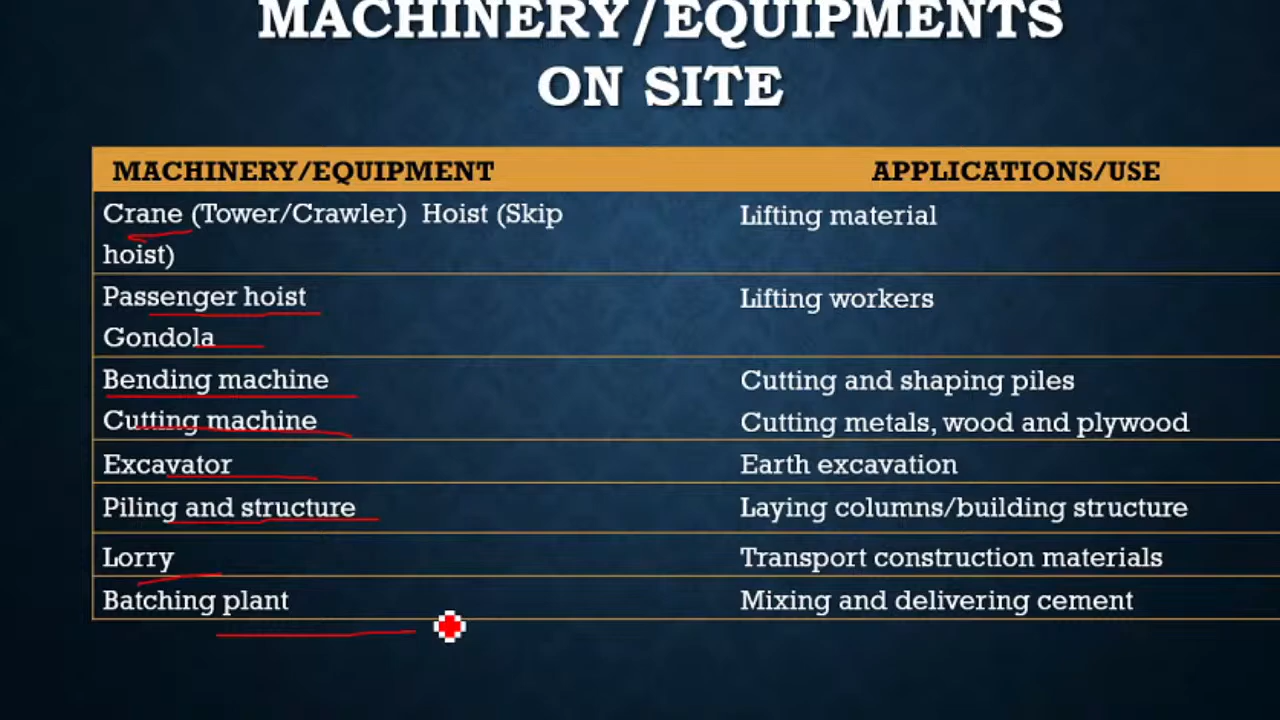 MACHINERY/EQUIPMENTS
ON SITE
MACHINERY/EQUIPMENT APPLICATIONS/USE
Crane (Tower/Crawler) Hoist (Skip
hoist)
Lifting material
Passenger hoist
Gondola
Lifting workers
Bending machine
Cutting machine
Cutting and shaping piles
Cutting metals, wood and plywood
Excavator
Earth excavation
Piling and structure
Laying columns/building structure
Lorry
Transport construction materials
Batching plant
Mixing and delivering cement